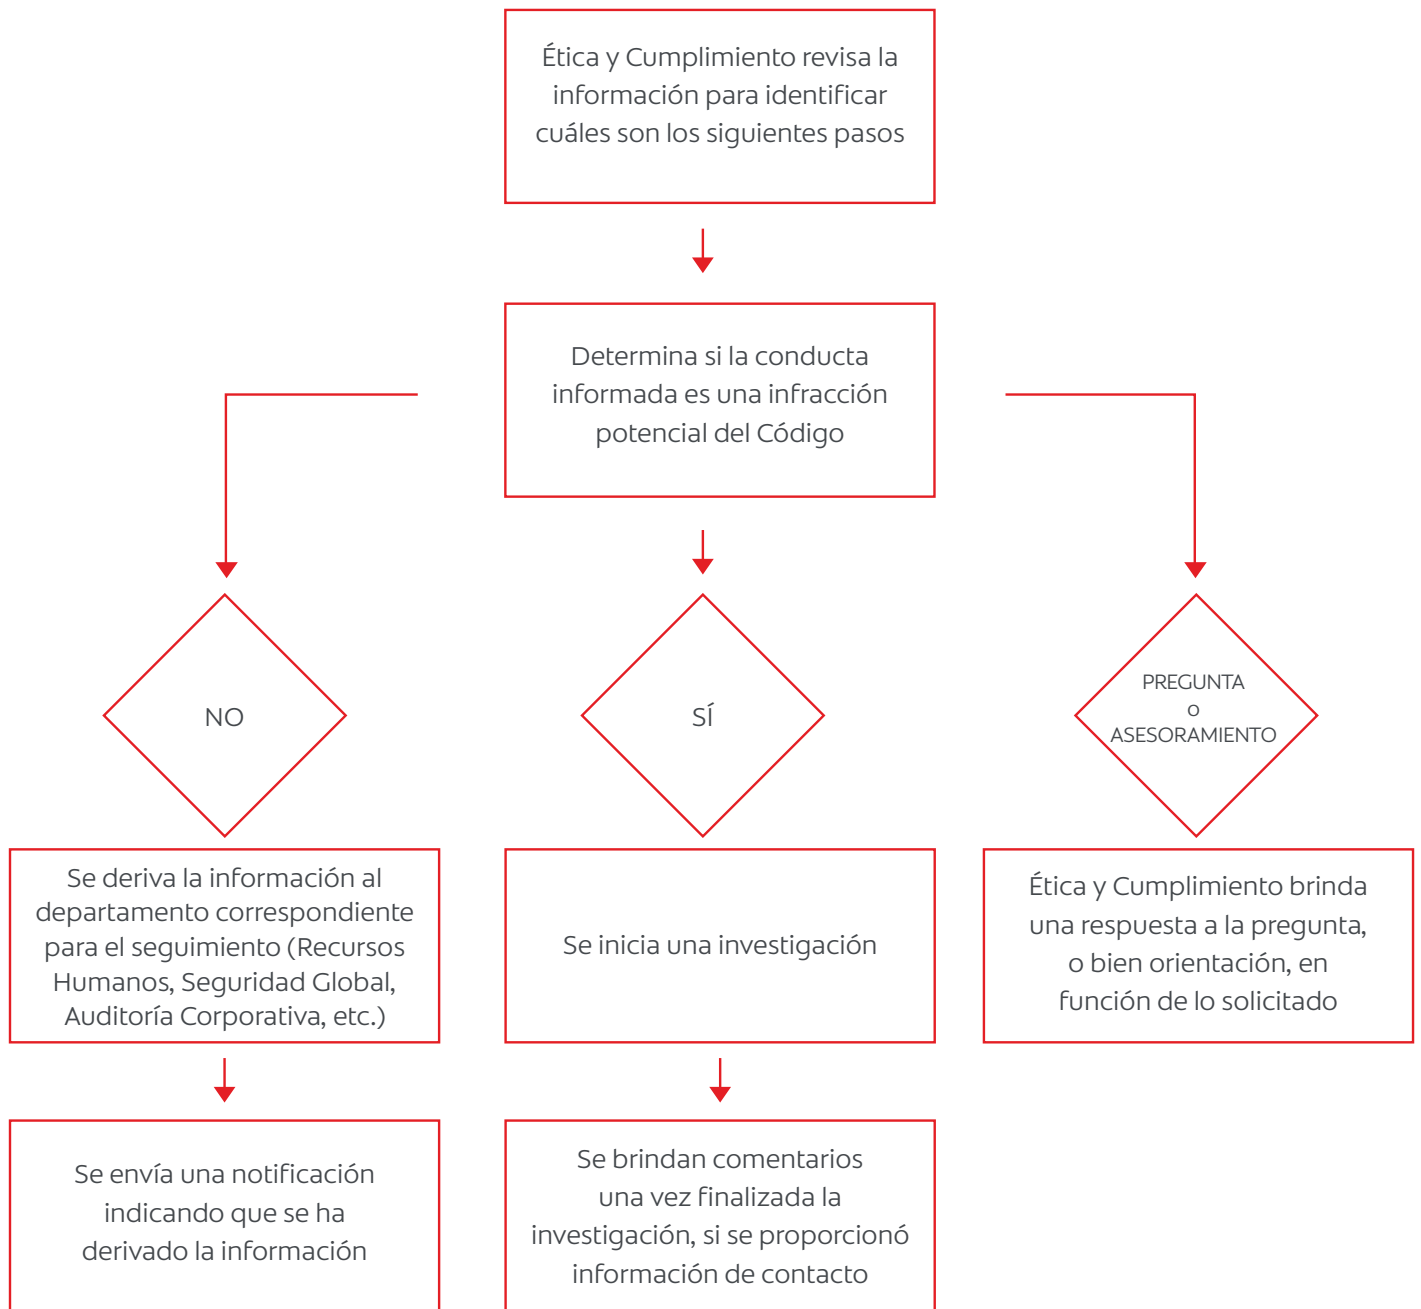 Ética y Cumplimiento revisa la
información para identificar
cuáles son los siguientes pasos
Determina si la conducta
informada es una infracción
potencial del Código
NO
SÍ
PREGUNTA
o
ASESORAMIENTO
Se deriva la información al
departamento correspondiente
para el seguimiento (Recursos
Humanos, Seguridad Global,
Auditoría Corporativa, etc.)
Se inicia una investigación
Ética y Cumplimiento brinda
una respuesta a la pregunta,
o bien orientación, en
función de lo solicitado
Se envía una notificación
indicando que se ha
derivado la información
Se brindan comentarios
una vez finalizada la
investigación, si se proporcionó
información de contacto